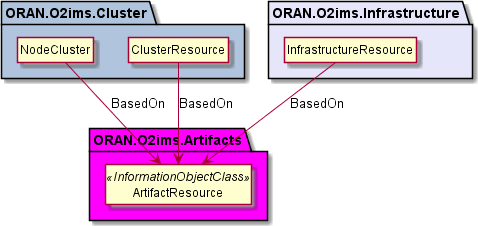 ORAN.O2ims.Cluster
ORAN.O2ims.Infrastructure
NodeCluster
ClusterResource
InfrastructureResource
BasedOn
BasedOn
BasedOn
ORAN.O2ims.Artifacts
«InformationObjectClass»
ArtifactResource